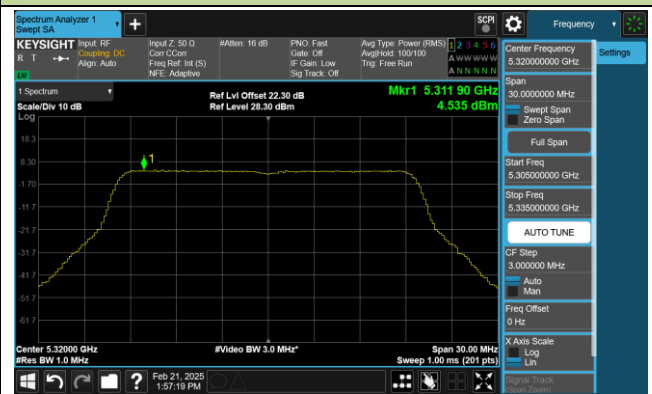 Spectrum Analyzer 1
Swept SA
SCPI
Frequency
KEYSIGHT
R T
LXI
Input: RF
Coupling: DC
Align: Auto
Input Z: 50 Ω
Corr CCorr
Freq Ref: Int (S)
NFE: Adaptive
#Atten: 16 dB
PNO: Fast
Gate: Off
IF Gain: Low
Sig Track: Off
Avg Type: Power (RMS)
Avg|Hold: 100/100
Trig: Free Run
1 2 3 4 5 6
A W W W W W
A N N N N N
1 Spectrum
Scale/Div 10 dB
Log
Ref Lvl Offset 22.30 dB
Ref Level 28.30 dBm
Mkr1 5.311 90 GHz
4.535 dBm
18.3
8.30
-1.70
-11.7
-21.7
-31.7
-41.7
-51.7
-61.7
1
Center 5.32000 GHz
#Res BW 1.0 MHz
#Video BW 3.0 MHz*
Span 30.00 MHz
Sweep 1.00 ms (201 pts)
Feb 21, 2025
1:57:19 PM
Center Frequency
5.320000000 GHz
Span
30.0000000 MHz
Swept Span
Zero Span
Full Span
Start Freq
5.305000000 GHz
Stop Freq
5.335000000 GHz
AUTO TUNE
CF Step
3.000000 MHz
Auto
Man
Freq Offset
0 Hz
X Axis Scale
Log
Lin
Signal Track
(Span Zoom)
Settings